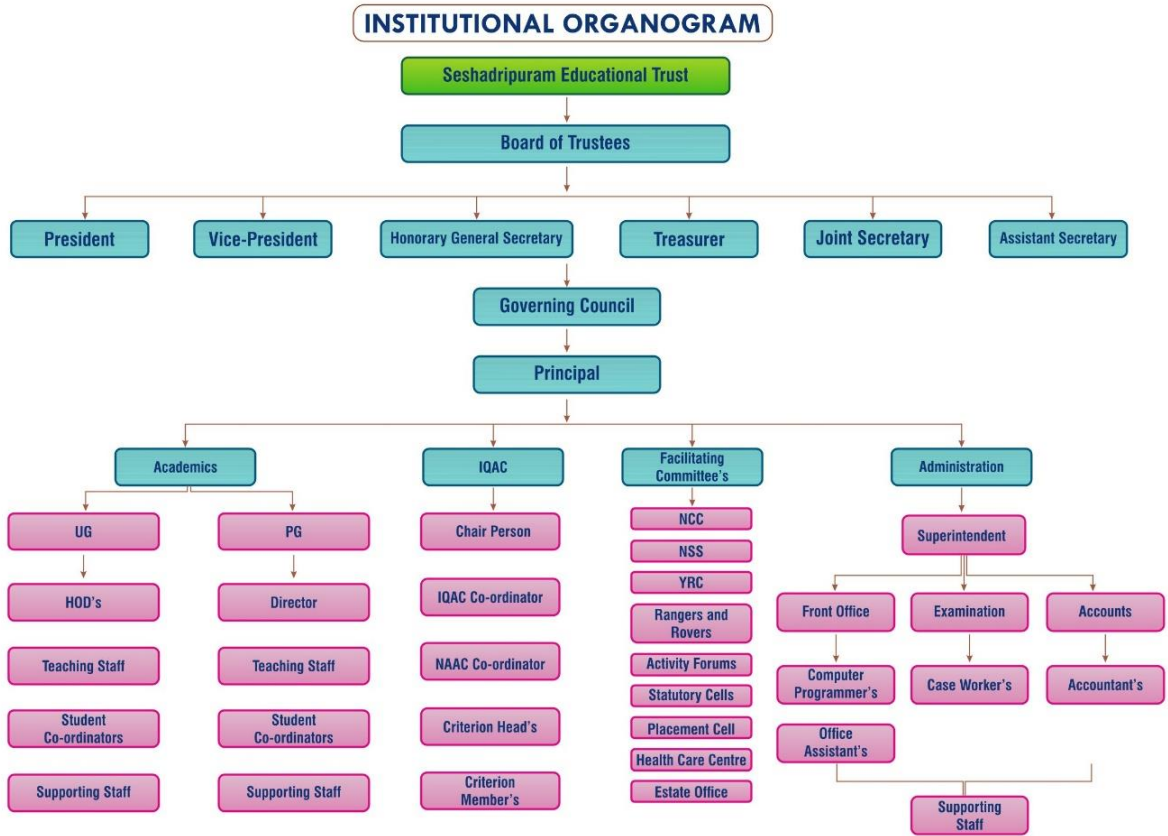 INSTITUTIONAL ORGANOGRAM
Seshadripuram Educational Trust
Board of Trustees
President
Vice-President
Honorary General Secretary
Treasurer
Joint Secretary
Assistant Secretary
Governing Council
Principal
Academics
IQAC
Facilitating
Committee's
Administration
UG
HOD's
Teaching Staff
Student
Co-ordinators
Supporting Staff
PG
Director
Teaching Staff
Student
Co-ordinators
Supporting Staff
Chair Person
IQAC Co-ordinator
NAAC Co-ordinator
Criterion Head's
Criterion
Member's
NCC
NSS
YRC
Rangers and
Rovers
Activity Forums
Statutory Cells
Placement Cell
Health Care Centre
Estate Office
Superintendent
Front Office
Examination
Accounts
Computer
Programmer's
Case Worker's
Accountant's
Office
Assistant's
Supporting
Staff